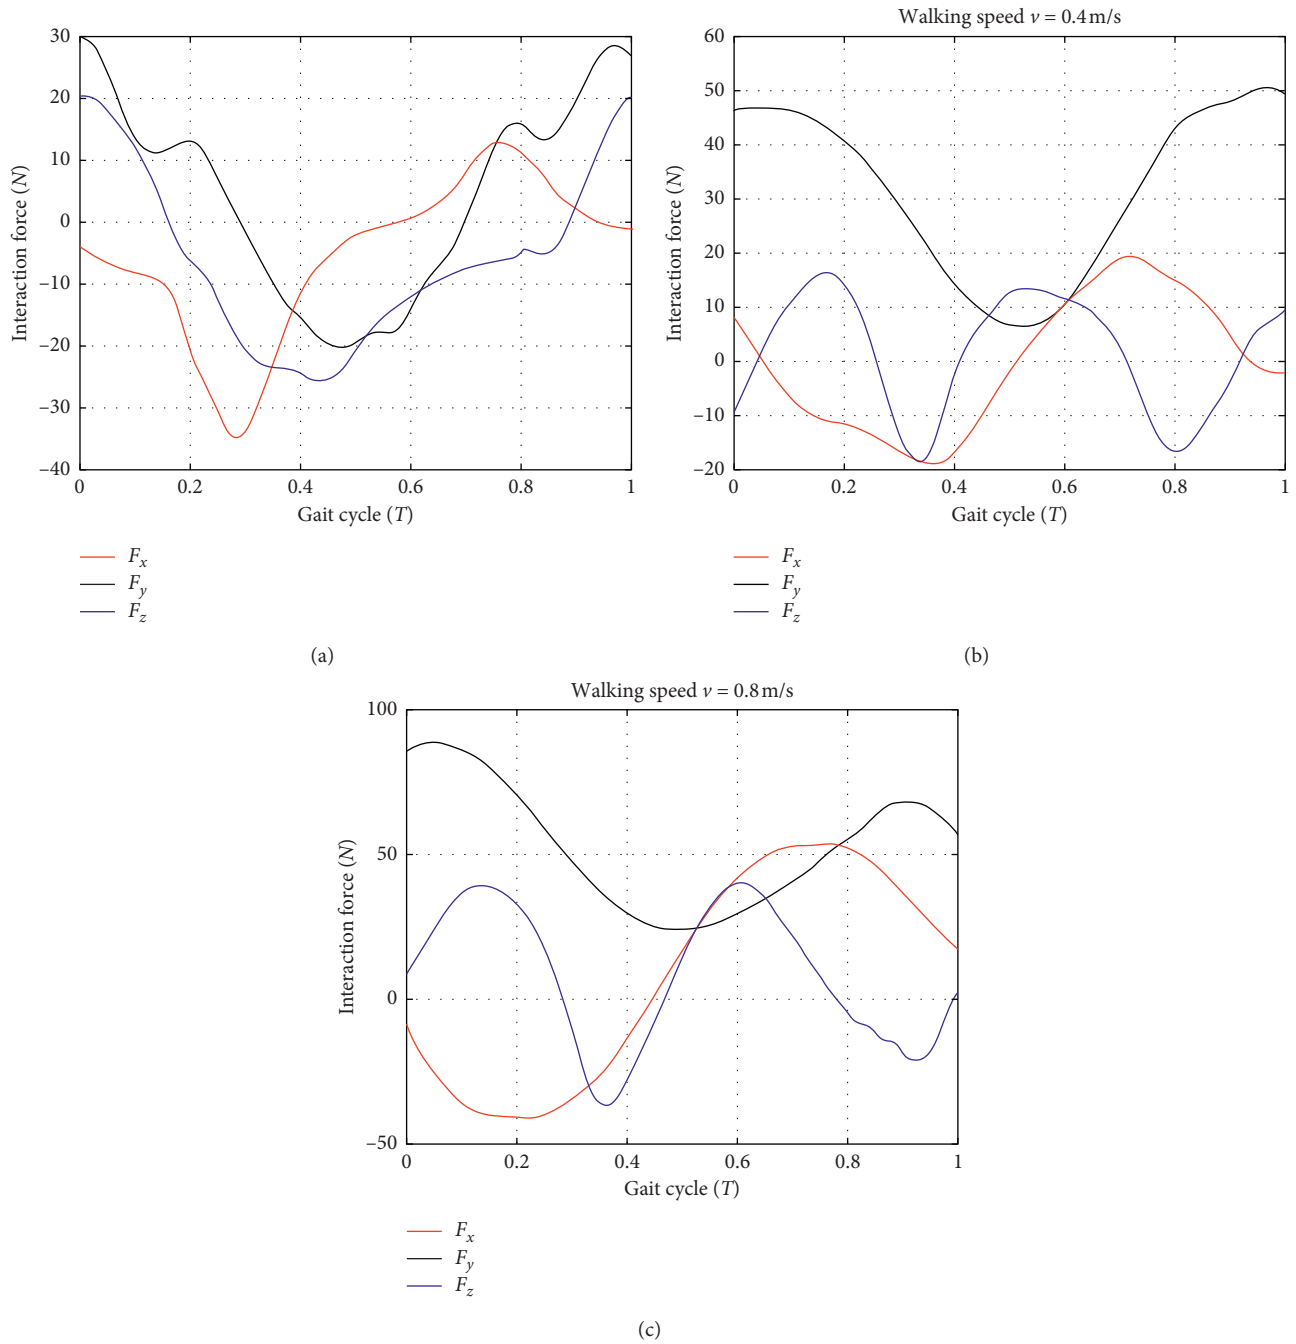 30
20
10
0
–10
–20
–30
–40
Interaction force (N)
0 0.2 0.4 0.6 0.8 1
Gait cycle (T)
Fx
Fy
Fz
(a)
Walking speed v = 0.4 m/s
60
50
40
30
20
10
0
–10
–20
Interaction force (N)
0 0.2 0.4 0.6 0.8 1
Gait cycle (T)
Fx
Fy
Fz
(b)
Walking speed v = 0.8 m/s
100
50
0
–50
Interaction force (N)
0 0.2 0.4 0.6 0.8 1
Gait cycle (T)
Fx
Fy
Fz
(c)